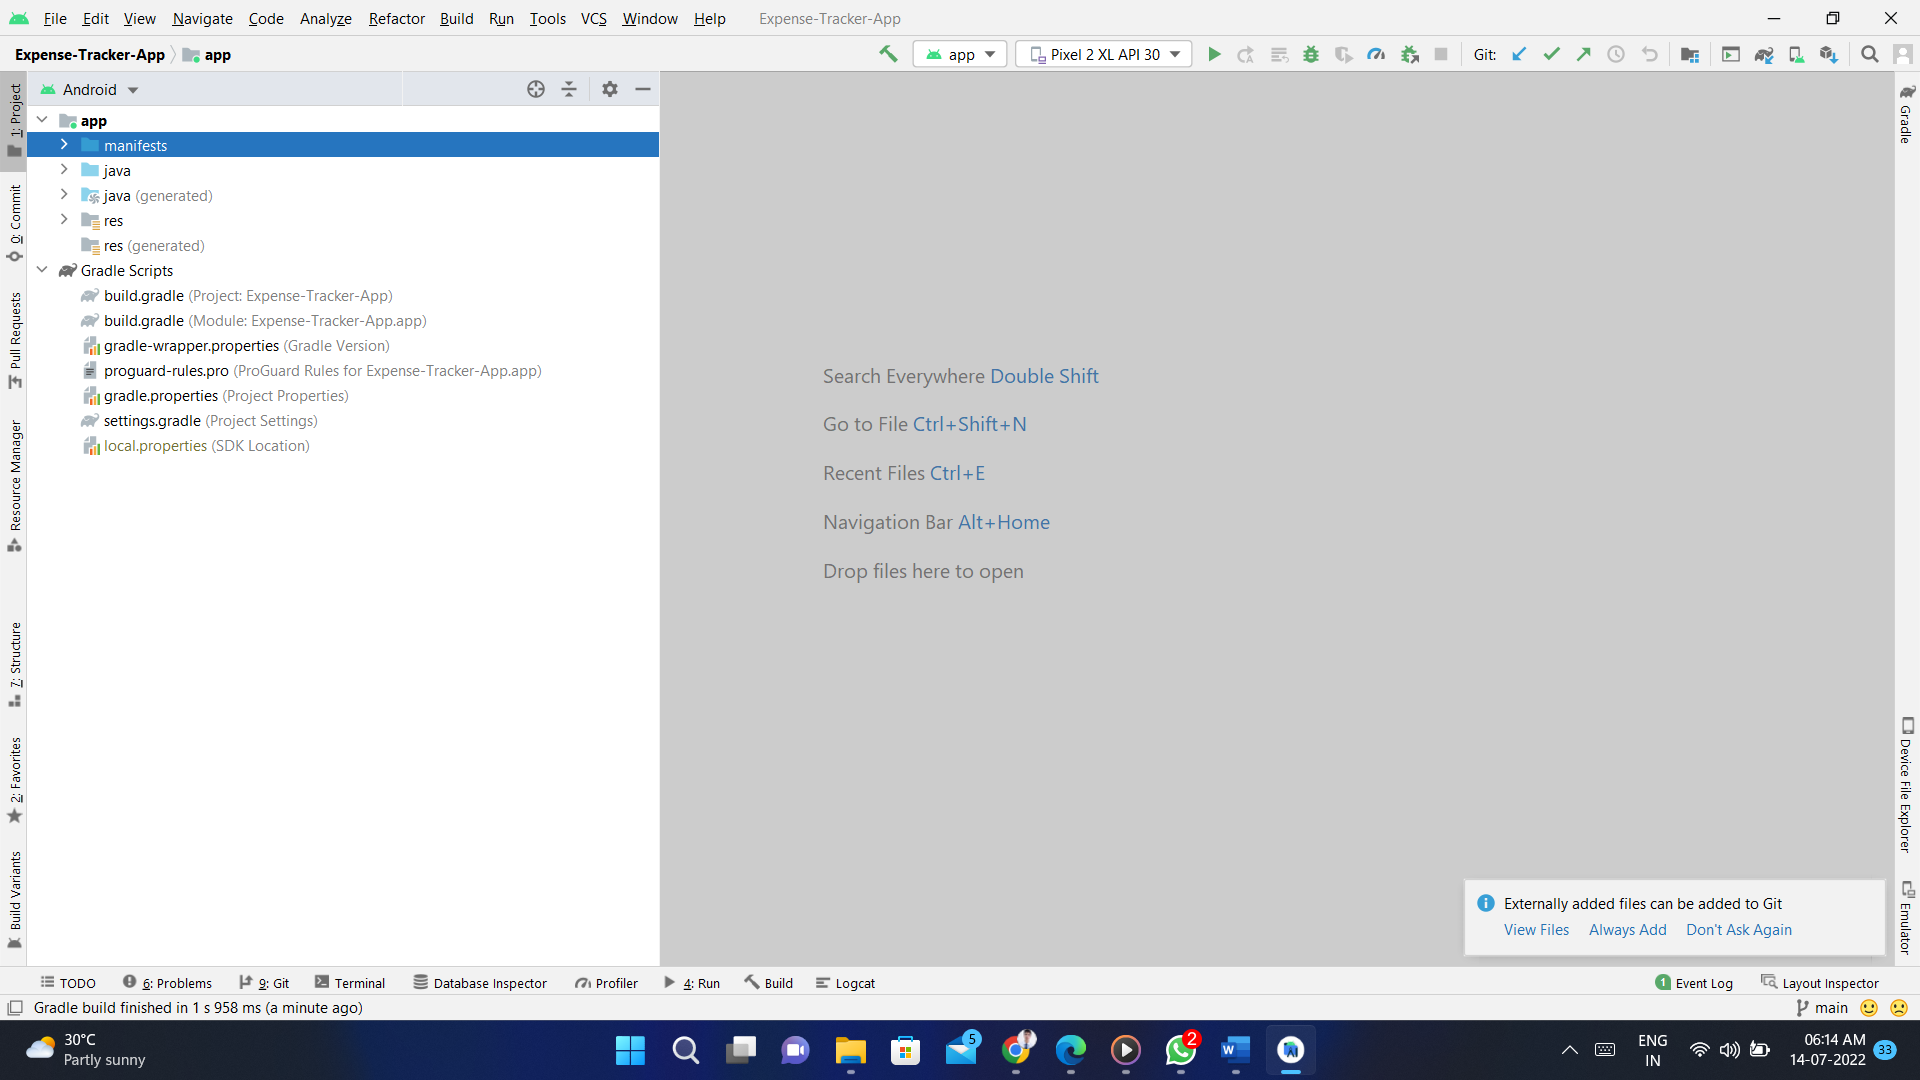 File Edit View Navigate Code Analyze Refactor Build Run Tools VCS Window Help Expense-Tracker-App
Expense-Tracker-App app
app Pixel 2 XL API 30 Git:
Android
app
manifests
java
java (generated)
res
res (generated)
Gradle Scripts
build.gradle (Project: Expense-Tracker-App)
build.gradle (Module: Expense-Tracker-App.app)
gradle-wrapper.properties (Gradle Version)
proguard-rules.pro (ProGuard Rules for Expense-Tracker-App.app)
gradle.properties (Project Properties)
settings.gradle (Project Settings)
local.properties (SDK Location)
1: Project
0: Commit
Pull Requests
Resource Manager
7: Structure
2: Favorites
Build Variants
Search Everywhere Double Shift
Go to File Ctrl+Shift+N
Recent Files Ctrl+E
Navigation Bar Alt+Home
Drop files here to open
Gradle
Device File Explorer
Emulator
Externally added files can be added to Git
View Files Always Add Don't Ask Again
TODO 6: Problems 9: Git Terminal Database Inspector Profiler 4: Run Build Logcat 1 Event Log Layout Inspector
Gradle build finished in 1 s 958 ms (a minute ago) main
30°C
Partly sunny
5
2
W
ENG
IN
06:14 AM
14-07-2022
33